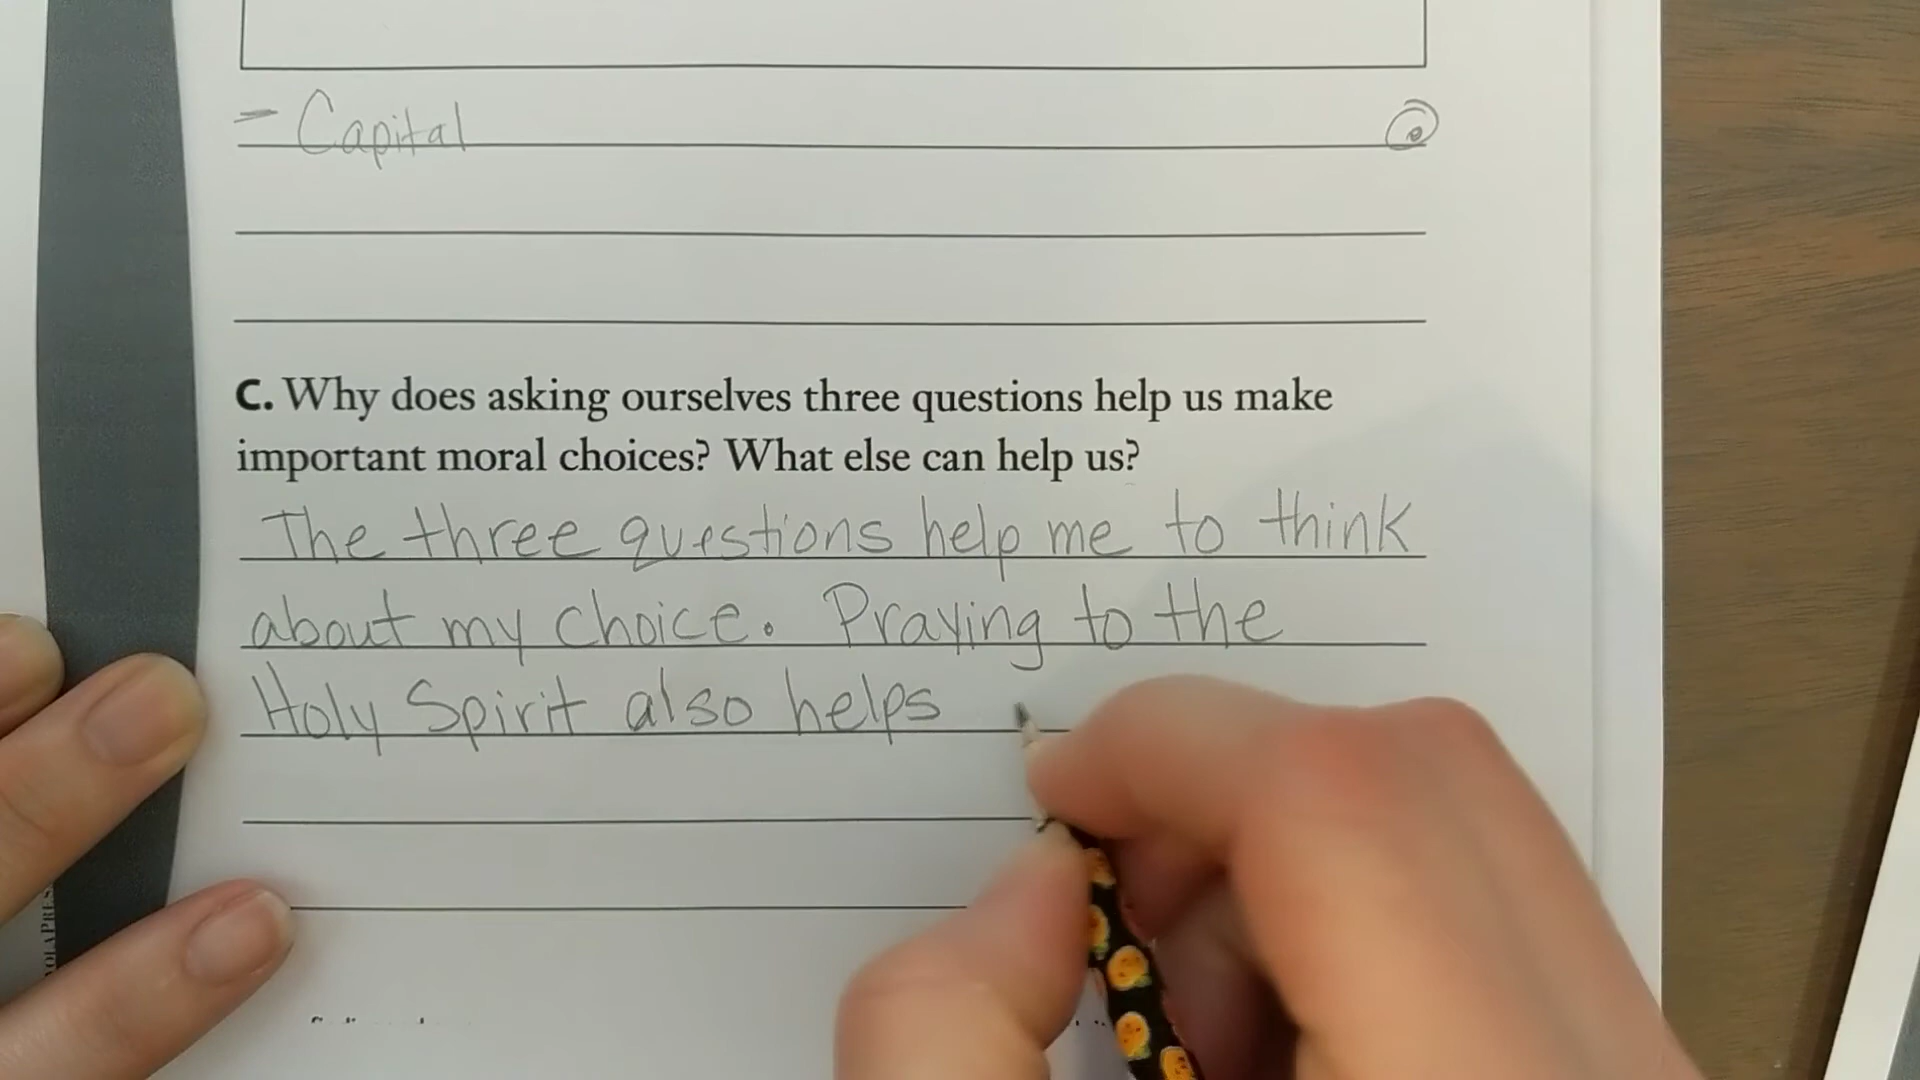 = Capital
C. Why does asking ourselves three questions help us make
important moral choices? What else can help us?
The three questions help me to think
about my choice. Praying to the
Holy Spirit also helps